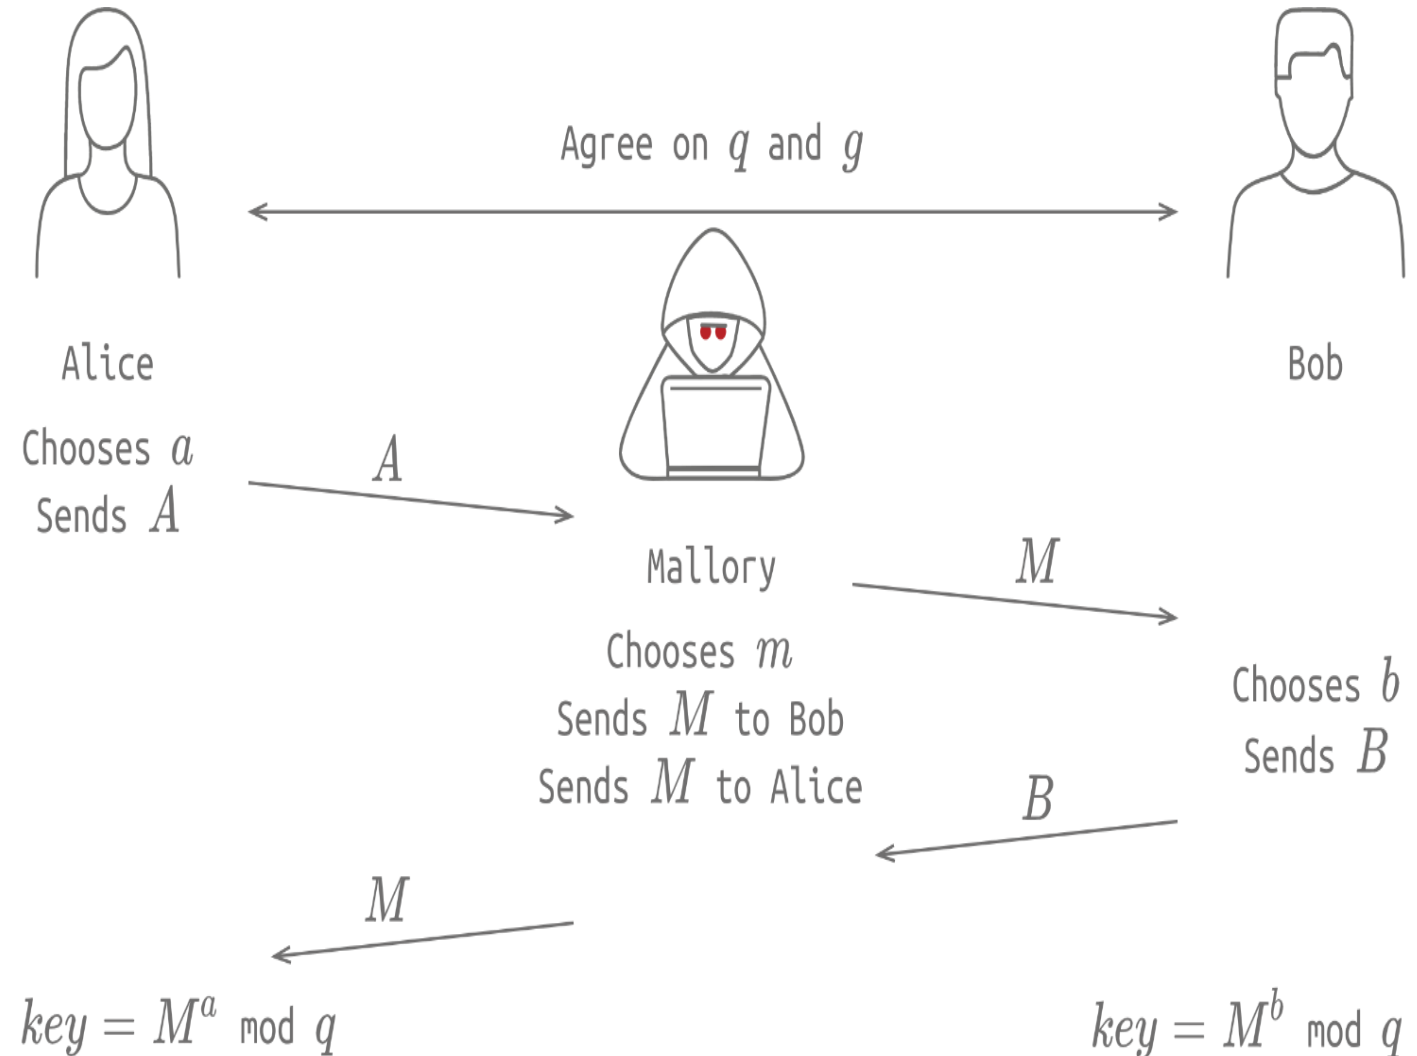 Agree on q and g
Alice
Bob
Chooses a
Sends A
A
Mallory
M
Chooses m
Sends M to Bob
Sends M to Alice
Chooses b
Sends B
B
M
key = M^a mod q
key = M^b mod q